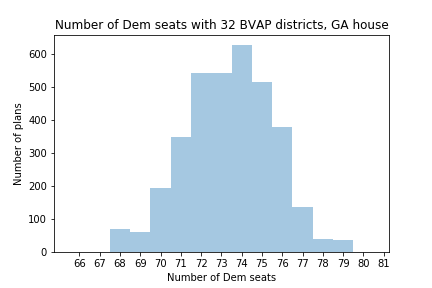 Number of Dem seats with 32 BVAP districts, GA house
Number of plans
600
500
400
300
200
100
0
66 67 68 69 70 71 72 73 74 75 76 77 78 79 80 81
Number of Dem seats